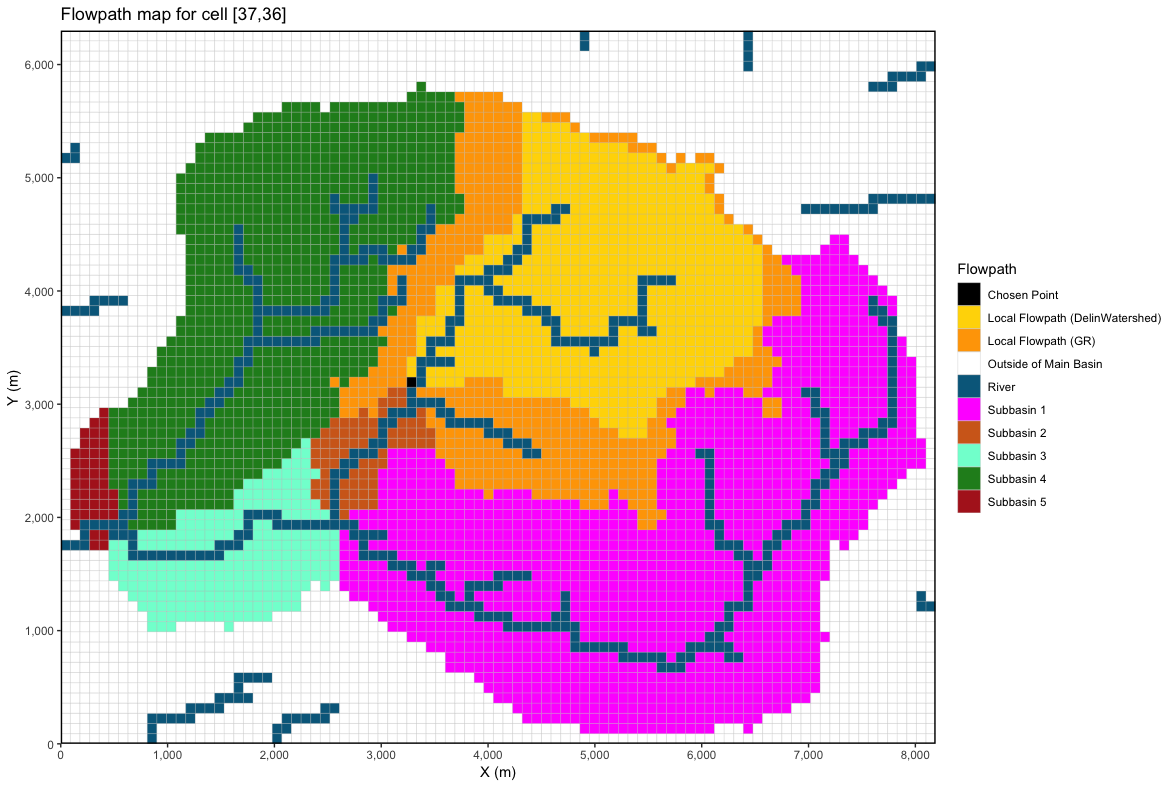 Flowpath map for cell [37,36]
6,000
5,000
4,000
3,000
2,000
1,000
0
Y (m)
0
1,000
2,000
3,000
4,000
5,000
6,000
7,000
8,000
X (m)
Flowpath
Chosen Point
Local Flowpath (DelinWatershed)
Local Flowpath (GR)
Outside of Main Basin
River
Subbasin 1
Subbasin 2
Subbasin 3
Subbasin 4
Subbasin 5